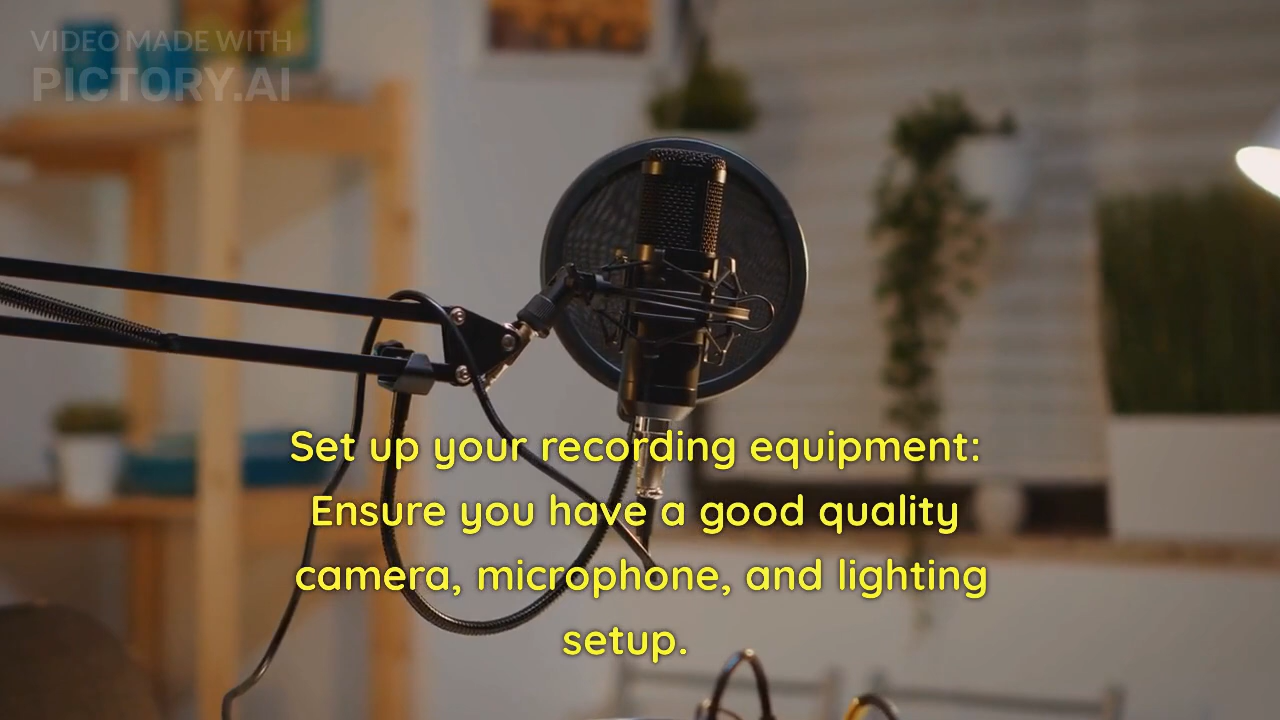 VIDEO MADE WITH
PICTORY.AI
Set up your recording equipment:
Ensure you have a good quality
camera, microphone, and lighting
setup.